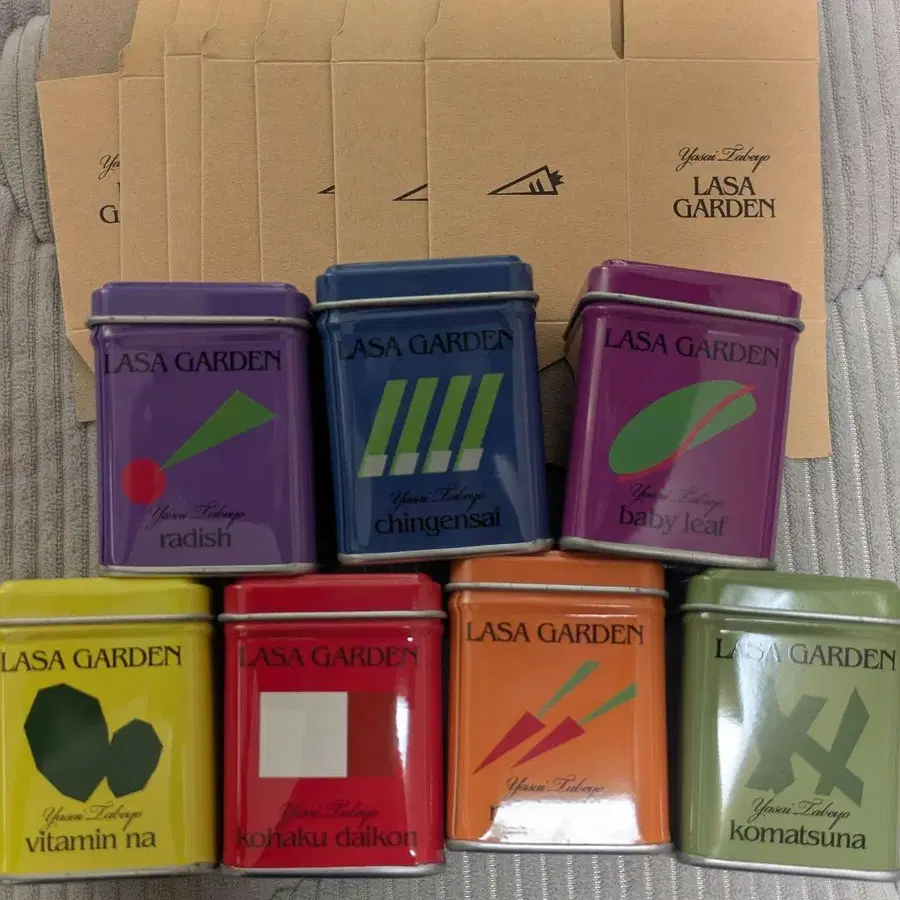 Yasai Tabeyo
LASA
GARDEN
LASA GARDEN
Yasai Tabeyo
radish
LASA GARDEN
Yasai Tabeyo
chingensai
LASA GARDEN
Yasai Tabeyo
baby leaf
LASA GARDEN
Yasai Tabeyo
vitamin na
LASA GARDEN
Yasai Tabeyo
kohaku daikon
LASA GARDEN
Yasai Tabeyo
LASA GARDEN
Yasai Tabeyo
komatsuna